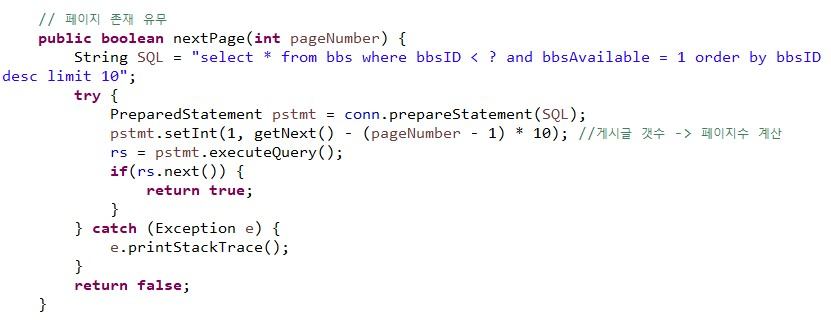 // 페이지 존재 유무
public boolean nextPage(int pageNumber) {
String SQL = "select * from bbs where bbsID < ? and bbsAvailable = 1 order by bbsID
desc limit 10";
try {
PreparedStatement pstmt = conn.prepareStatement(SQL);
pstmt.setInt(1, getNext() - (pageNumber - 1) * 10); //게시글 갯수 -> 페이지수 계산
rs = pstmt.executeQuery();
if(rs.next()) {
return true;
}
} catch (Exception e) {
e.printStackTrace();
}
return false;
}